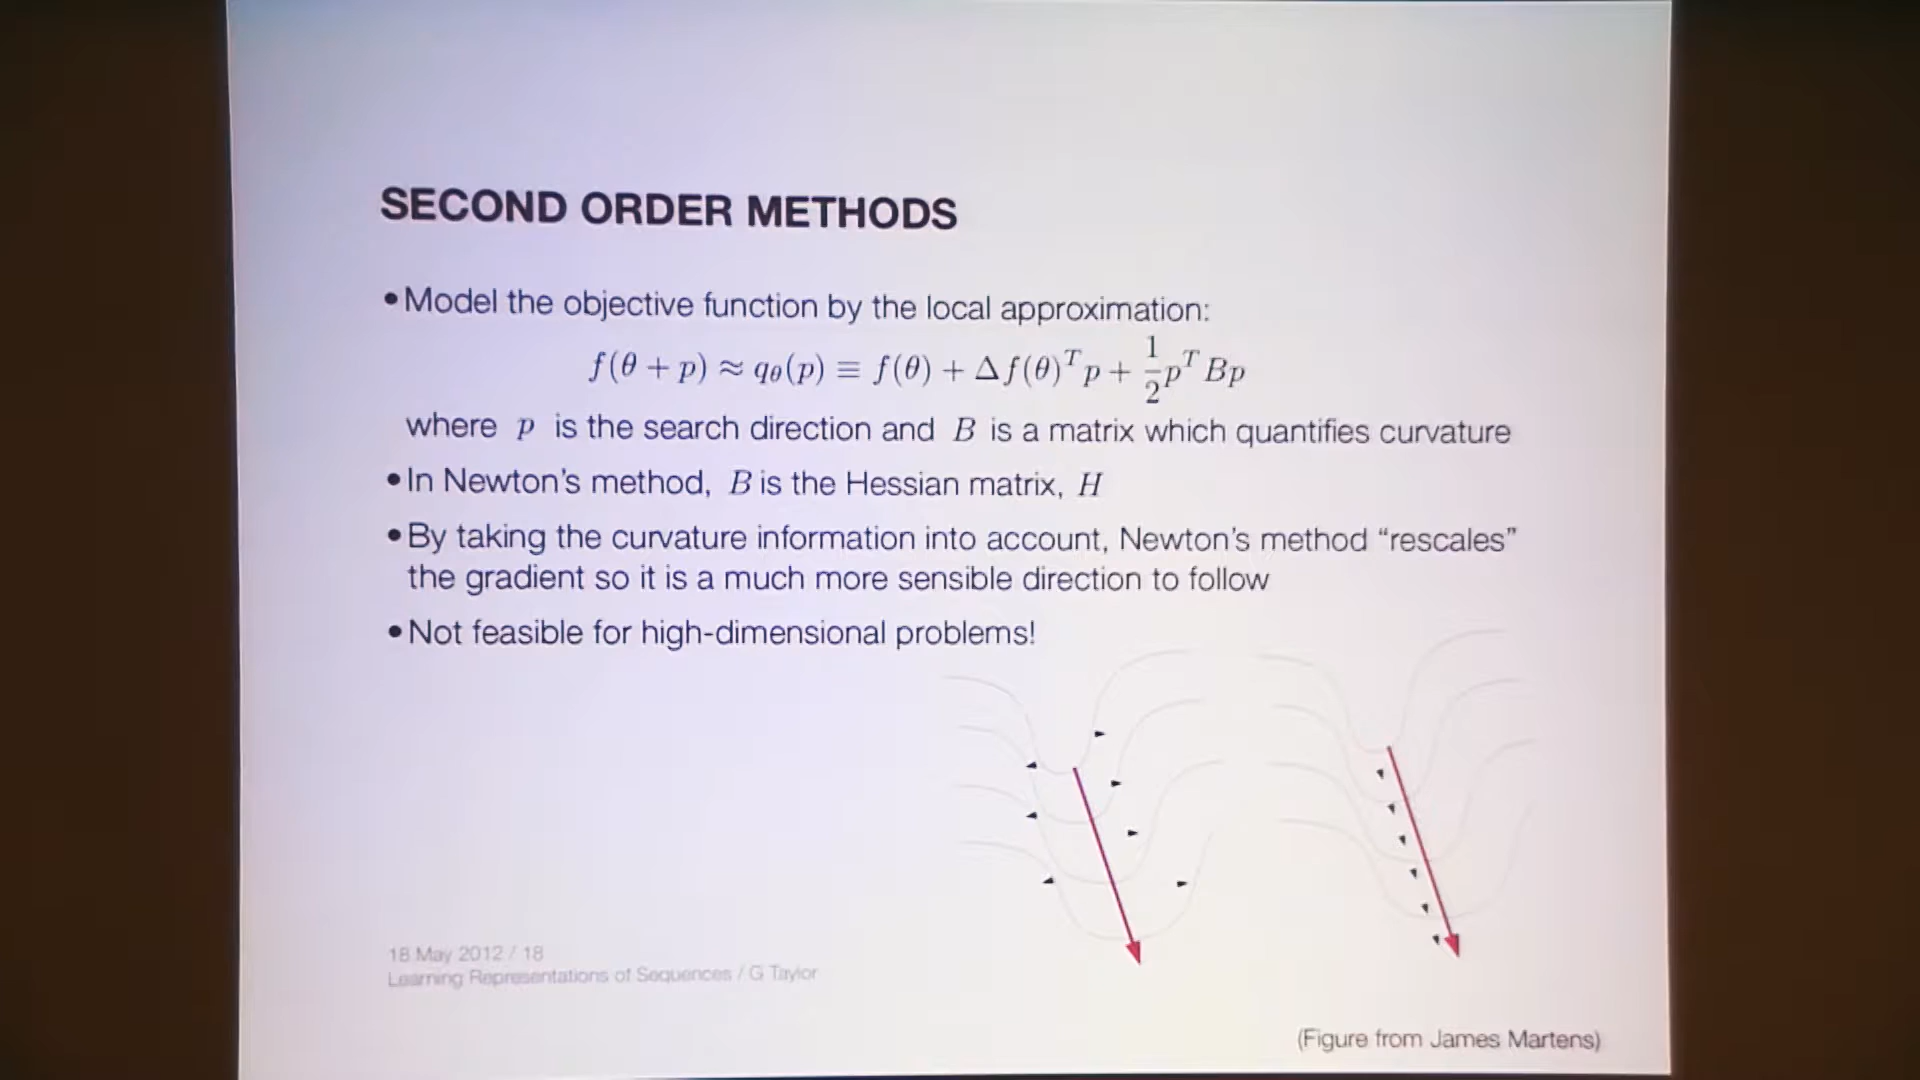 SECOND ORDER METHODS
•Model the objective function by the local approximation:
f(θ + p) ≈ qθ(p) ≡ f(θ) + Δf(θ)ᵀp + ½pᵀBp
where p is the search direction and B is a matrix which quantifies curvature
•In Newton's method, B is the Hessian matrix, H
•By taking the curvature information into account, Newton's method “rescales”
the gradient so it is a much more sensible direction to follow
•Not feasible for high-dimensional problems!
18 May 2012 / 18
Learning Representations of Sequences / G Taylor
(Figure from James Martens)